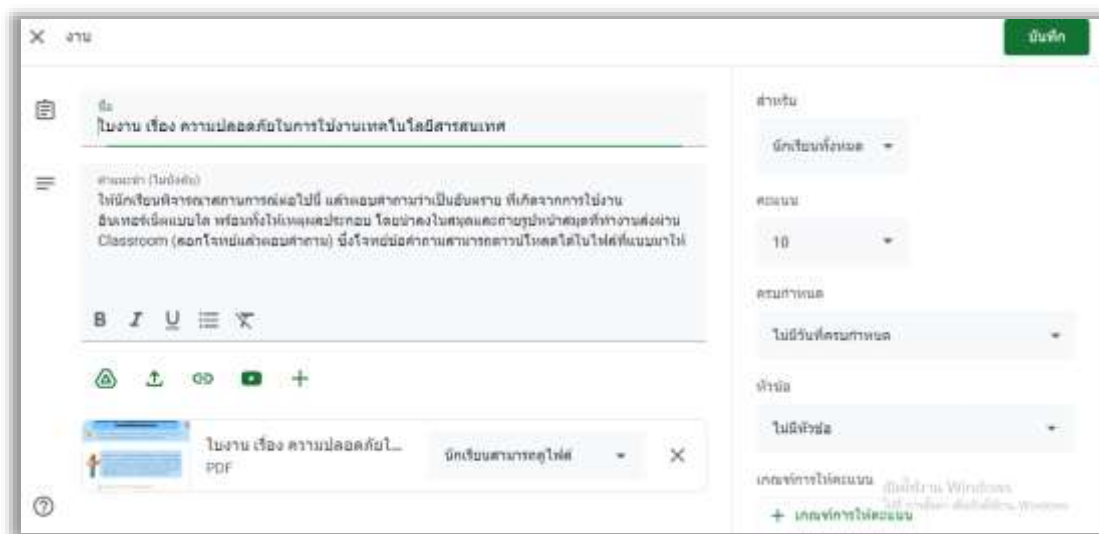 งาน
บันทึก
ชื่อ
ใบงาน เรื่อง ความปลอดภัยในการใช้งานเทคโนโลยีสารสนเทศ
คำแนะนำ (ไม่บังคับ)
ให้นักเรียนพิจารณาสถานการณ์ต่อไปนี้ แล้วตอบคำถามว่าเป็นอันตราย ที่เกิดจากการใช้งาน
อินเทอร์เน็ตแบบใด พร้อมทั้งให้เหตุผลประกอบ โดยนำลงในสมุดและถ่ายรูปหน้าสมุดที่ทำงานส่งผ่าน
Classroom (ลอกโจทย์แล้วตอบคำถาม) ซึ่งโจทย์ข้อคำถามสามารถดาวน์โหลดได้ในไฟล์ที่แนบมาให้
B I U
ใบงาน เรื่อง ความปลอดภัยใ...
PDF
นักเรียนสามารถดูไฟล์
สำหรับ
นักเรียนทั้งหมด
คะแนน
10
ครบกำหนด
ไม่มีวันที่ครบกำหนด
หัวข้อ
ไม่มีหัวข้อ
เกณฑ์การให้คะแนน
เปิดใช้งาน Windows
+ เกณฑ์การให้คะแนน